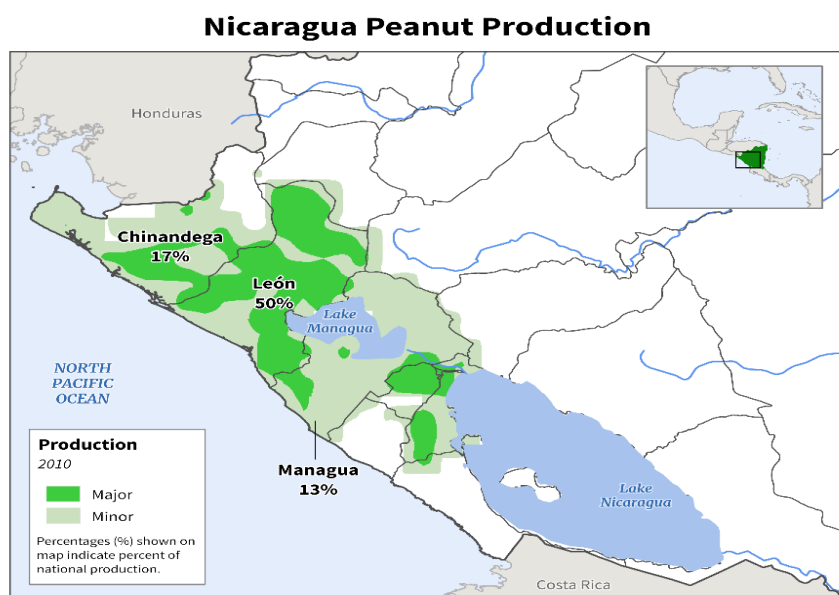 Nicaragua Peanut Production
Honduras
Chinandega
17%
León
50%
Lake
Managua
NORTH
PACIFIC
OCEAN
Managua
13%
Lake
Nicaragua
Costa Rica
Production
2010
Major
Minor
Percentages (%) shown on
map indicate percent of
national production.